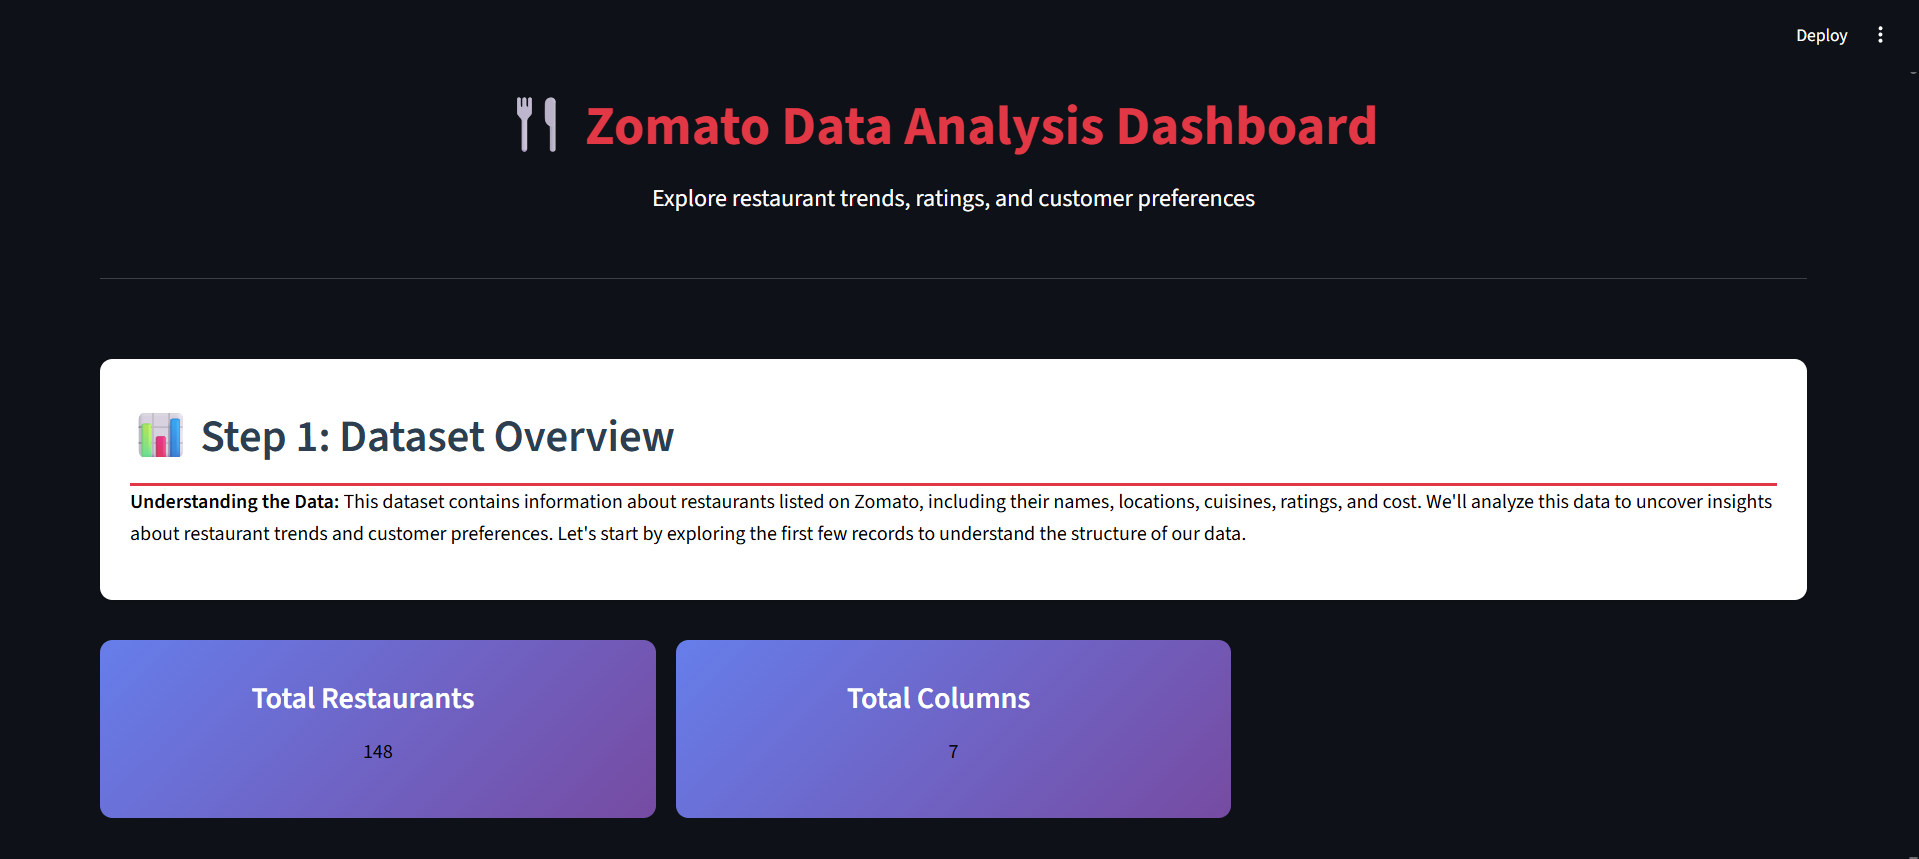 Deploy
Zomato Data Analysis Dashboard
Explore restaurant trends, ratings, and customer preferences
Step 1: Dataset Overview
Understanding the Data: This dataset contains information about restaurants listed on Zomato, including their names, locations, cuisines, ratings, and cost. We'll analyze this data to uncover insights
about restaurant trends and customer preferences. Let's start by exploring the first few records to understand the structure of our data.
Total Restaurants
148
Total Columns
7